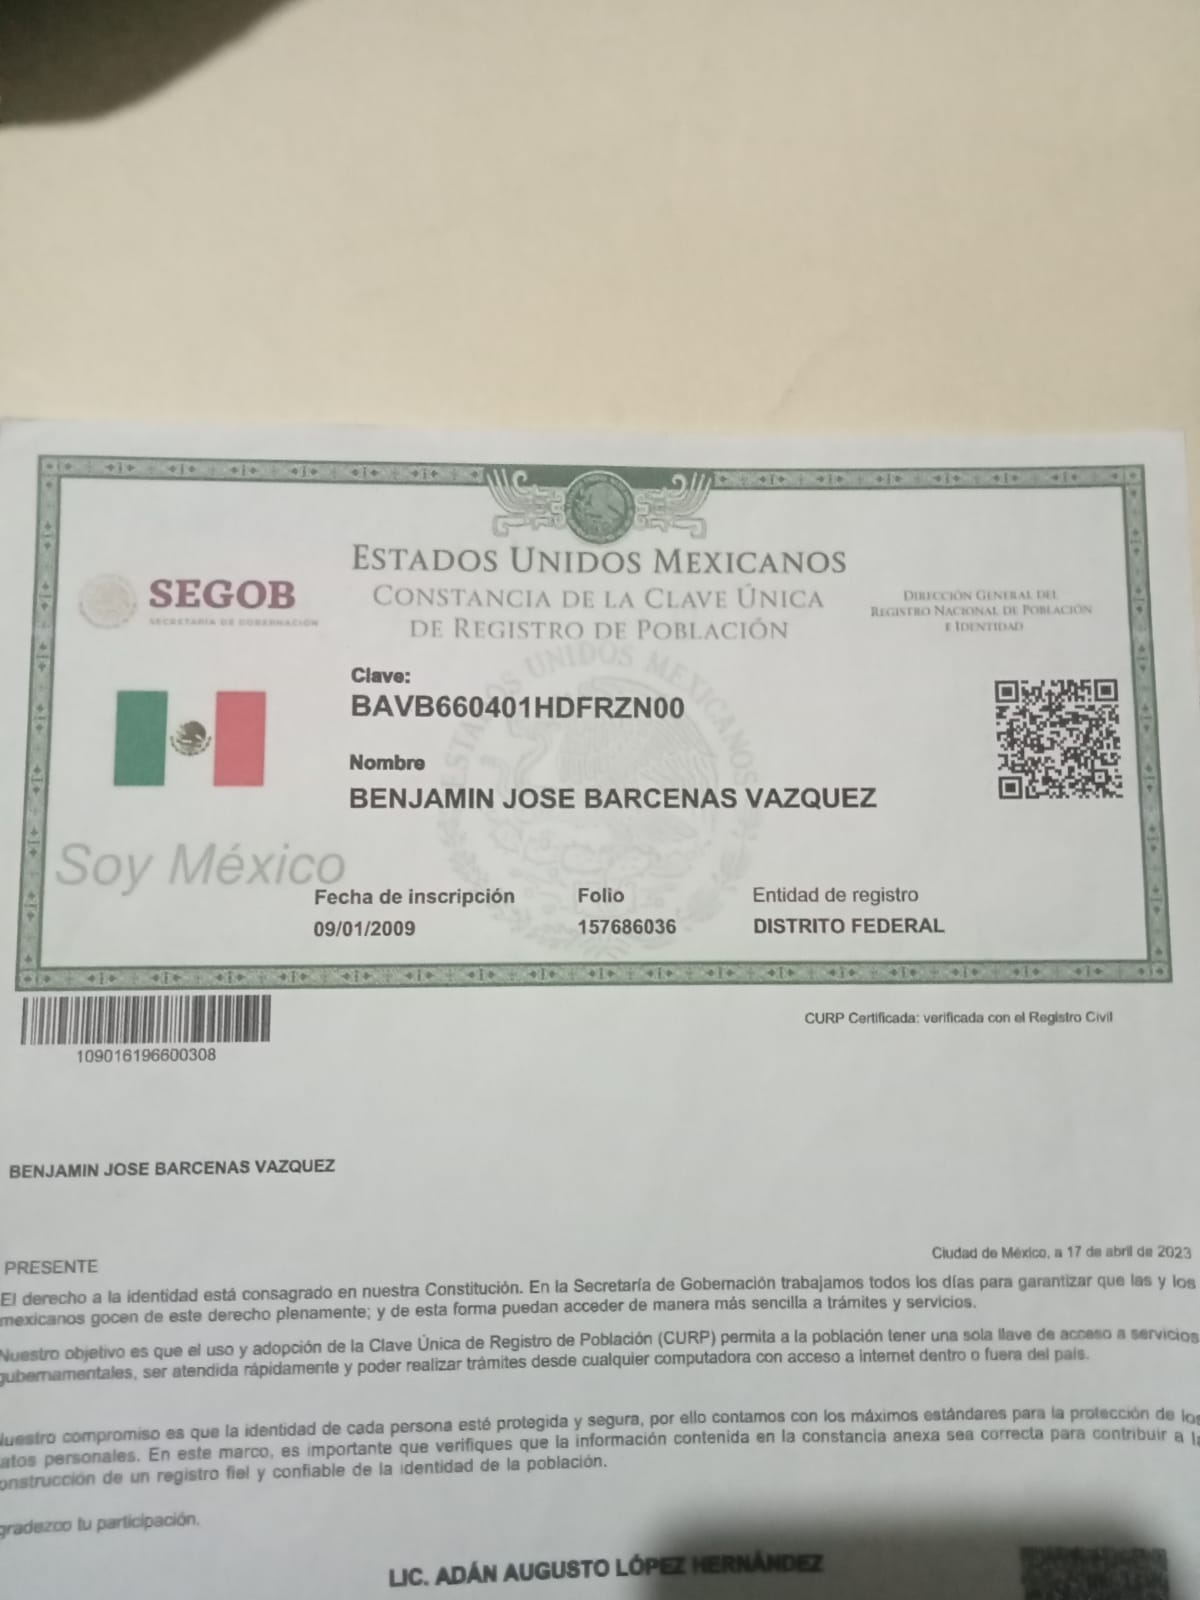 ESTADOS UNIDOS MEXICANOS
SEGOB
SECRETARÍA DE GOBERNACIÓN
CONSTANCIA DE LA CLAVE ÚNICA
DE REGISTRO DE POBLACIÓN
DIRECCIÓN GENERAL DEL
REGISTRO NACIONAL DE POBLACIÓN
E IDENTIDAD
ESTADOS UNIDOS MEXICANOS
Clave:
BAVB660401HDFRZN00
Nombre
BENJAMIN JOSE BARCENAS VAZQUEZ
Soy México
Fecha de inscripción
09/01/2009
Folio
157686036
Entidad de registro
DISTRITO FEDERAL
109016196600308
CURP Certificada: verificada con el Registro Civil
BENJAMIN JOSE BARCENAS VAZQUEZ
Ciudad de México, a 17 de abril de 2023
PRESENTE
El derecho a la identidad está consagrado en nuestra Constitución. En la Secretaría de Gobernación trabajamos todos los días para garantizar que las y los
mexicanos gocen de este derecho plenamente; y de esta forma puedan acceder de manera más sencilla a trámites y servicios.
Nuestro objetivo es que el uso y adopción de la Clave Única de Registro de Población (CURP) permita a la población tener una sola llave de acceso a servicios
gubernamentales, ser atendida rápidamente y poder realizar trámites desde cualquier computadora con acceso a internet dentro o fuera del país.
Nuestro compromiso es que la identidad de cada persona esté protegida y segura, por ello contamos con los máximos estándares para la protección de los
atos personales. En este marco, es importante que verifiques que la información contenida en la constancia anexa sea correcta para contribuir a la
onstrucción de un registro fiel y confiable de la identidad de la población.
gradezco tu participación.
LIC. ADÁN AUGUSTO LÓPEZ HERNÁNDEZ